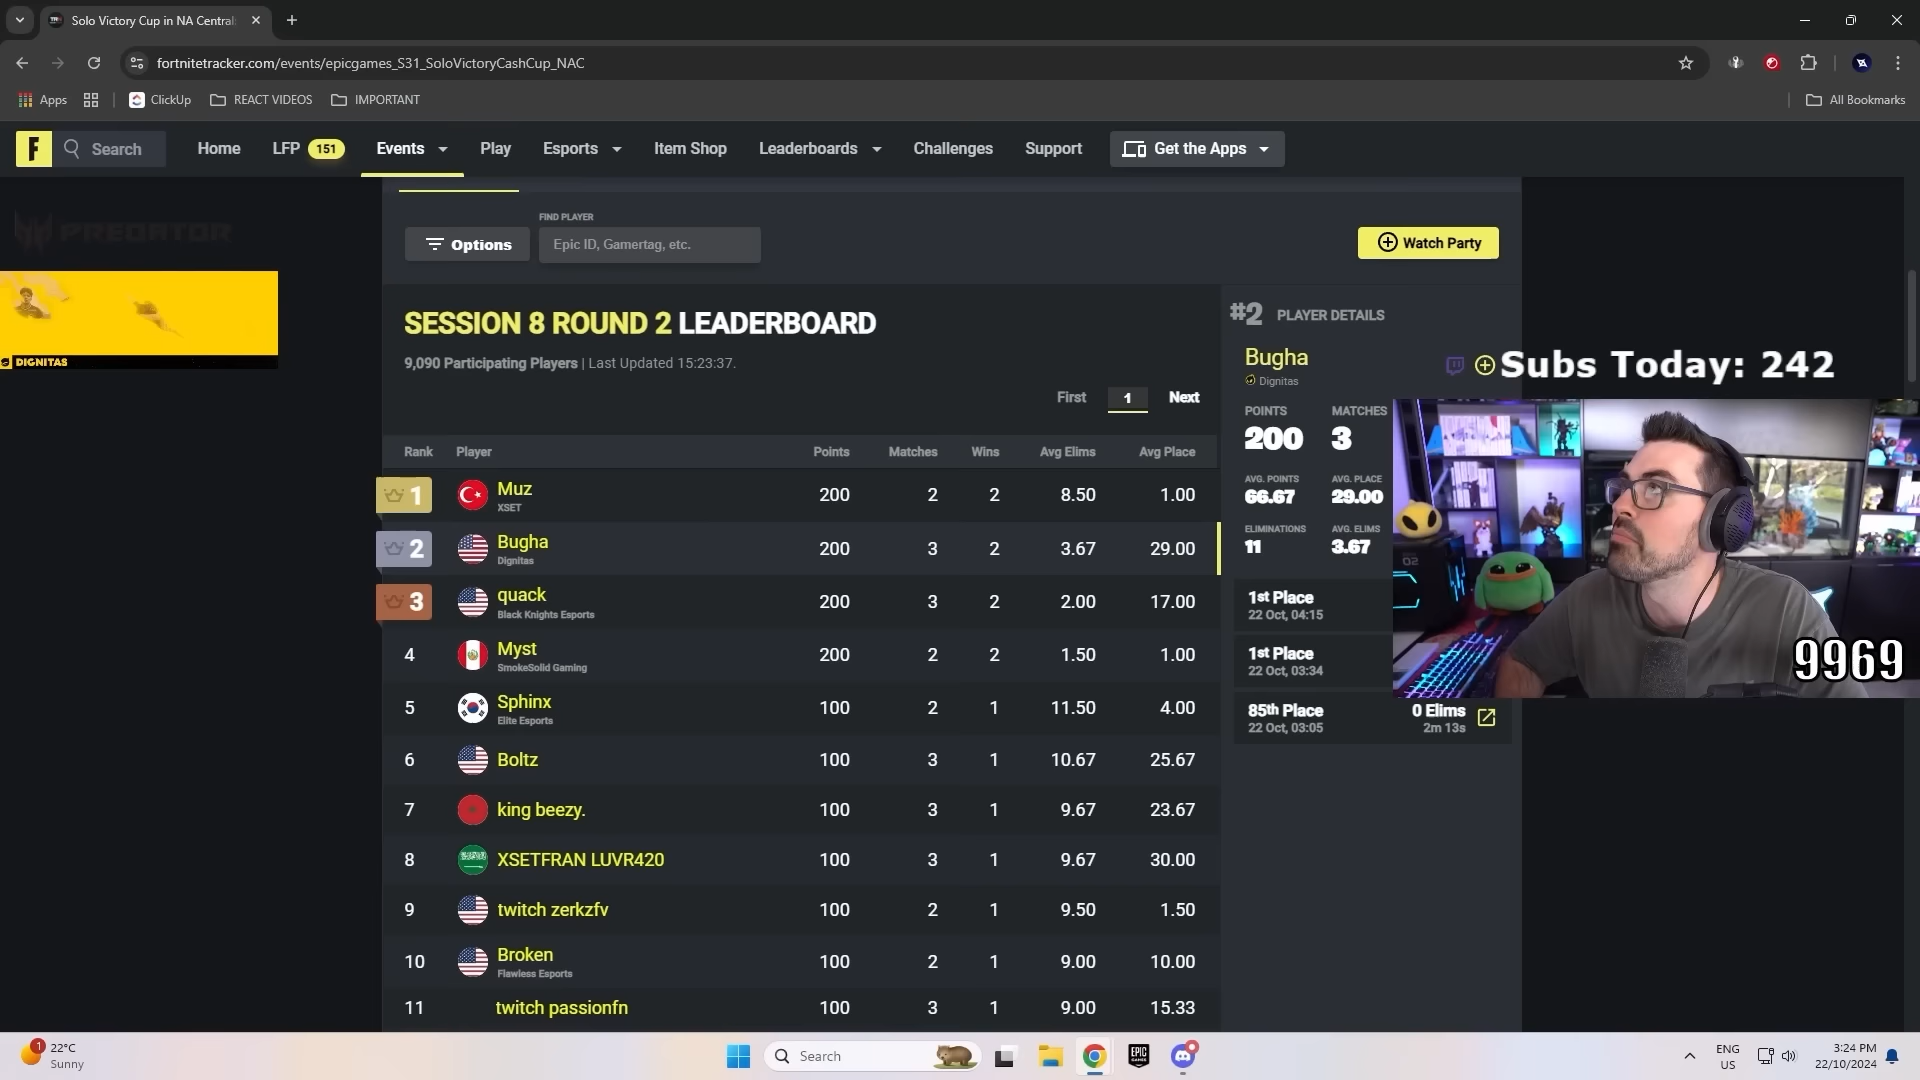 Solo Victory Cup in NA Central
fortnitetracker.com/events/epicgames_S31_SoloVictoryCashCup_NAC
Apps
ClickUp
REACT VIDEOS
IMPORTANT
All Bookmarks
F
Search
Home
LFP 151
Events
Play
Esports
Item Shop
Leaderboards
Challenges
Support
Get the Apps
PREDATOR
DIGNITAS
FIND PLAYER
Options
Epic ID, Gamertag, etc.
Watch Party
SESSION 8 ROUND 2 LEADERBOARD
9,090 Participating Players | Last Updated 15:23:37.
First 1 Next
Rank Player Points Matches Wins Avg Elims Avg Place
1 Muz 200 2 2 8.50 1.00
XSET
2 Bugha 200 3 2 3.67 29.00
Dignitas
3 quack 200 3 2 2.00 17.00
Black Knights Esports
4 Myst 200 2 2 1.50 1.00
SmokeSolid Gaming
5 Sphinx 100 2 1 11.50 4.00
Elite Esports
6 Boltz 100 3 1 10.67 25.67
7 king beezy. 100 3 1 9.67 23.67
8 XSETFRAN LUVR420 100 3 1 9.67 30.00
9 twitch zerkzfv 100 2 1 9.50 1.50
10 Broken 100 2 1 9.00 10.00
Flawless Esports
11 twitch passionfn 100 3 1 9.00 15.33
#2 PLAYER DETAILS
Bugha
Dignitas
Subs Today: 242
POINTS MATCHES
200 3
AVG. POINTS AVG. PLACE
66.67 29.00
ELIMINATIONS AVG. ELIMS
11 3.67
1st Place
22 Oct, 04:15
1st Place
22 Oct, 03:34
85th Place 0 Elims
22 Oct, 03:05 2m 13s
9969
1
22°C
Sunny
Search
EPIC GAMES
ENG
US
3:24 PM
22/10/2024